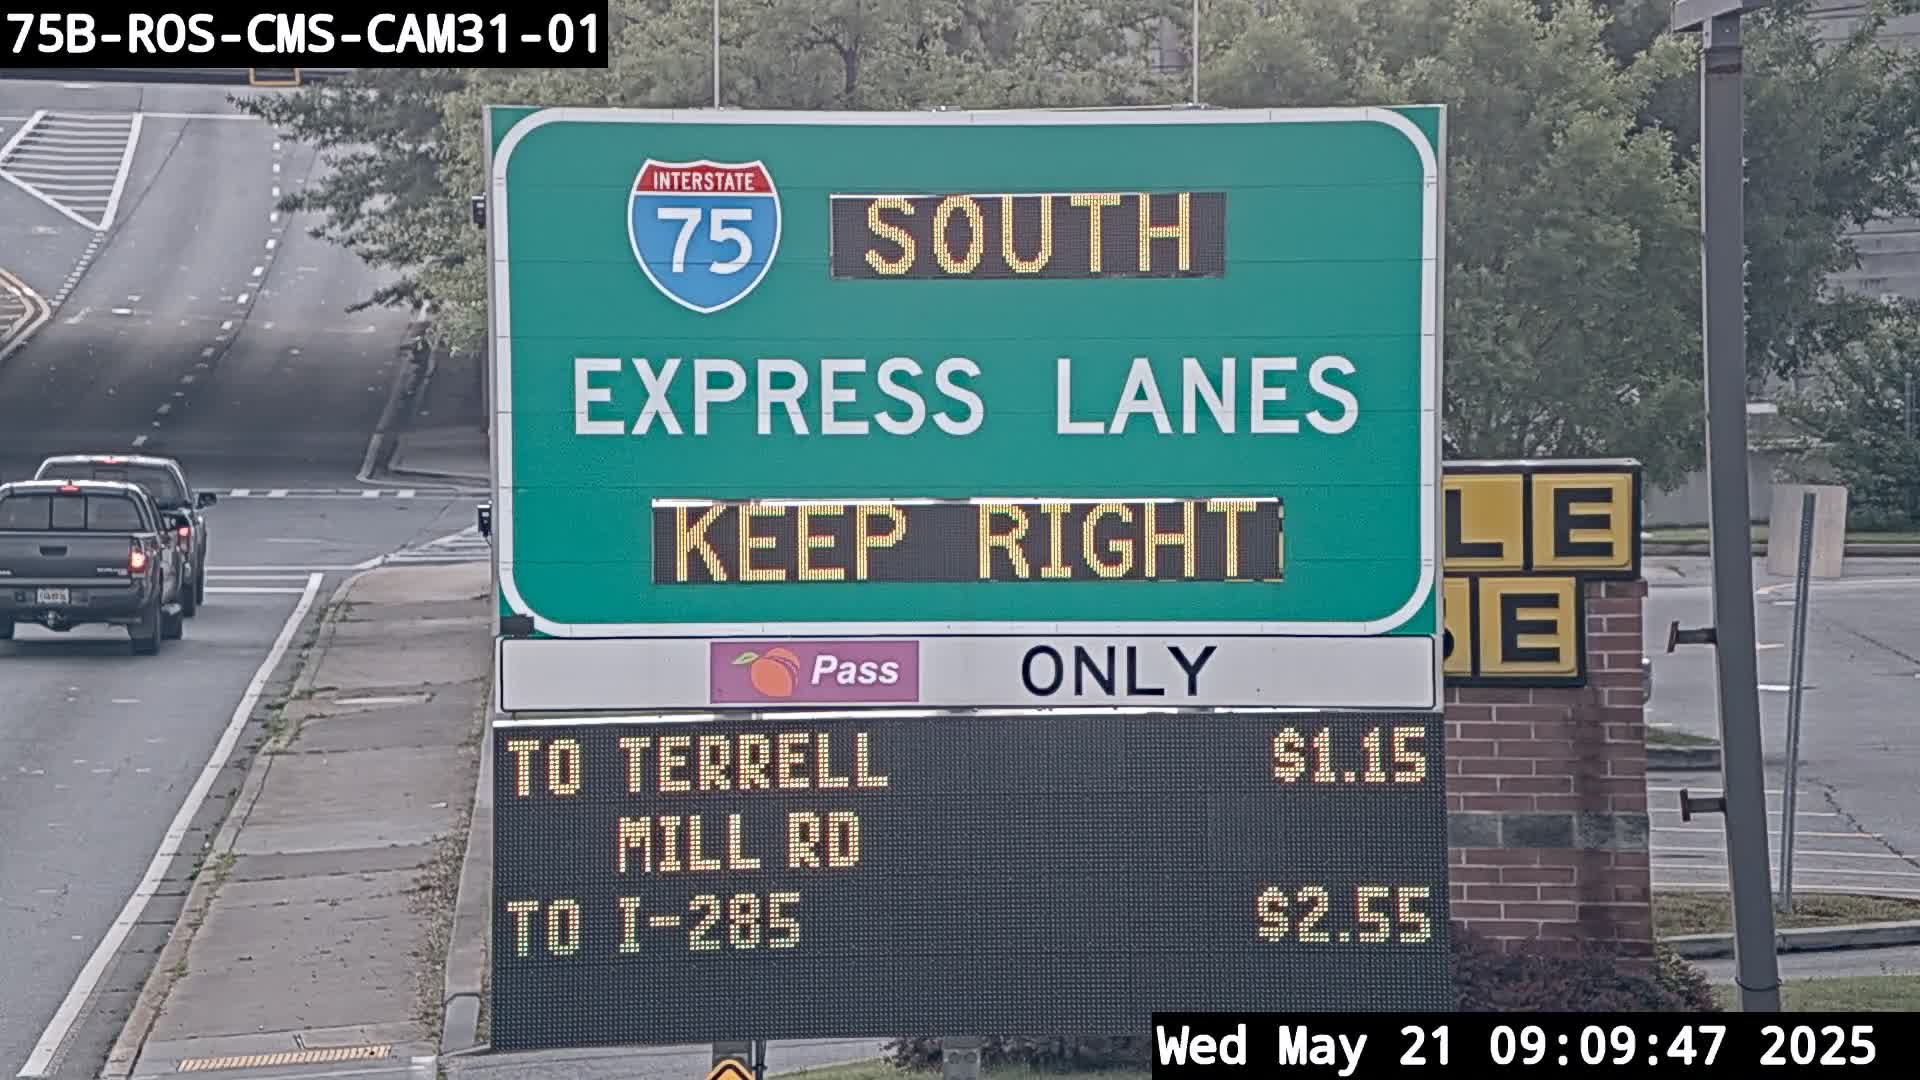 75B-ROS-CMS-CAM31-01
INTERSTATE
75
SOUTH
EXPRESS LANES
KEEP RIGHT
Pass ONLY
TO TERRELL $1.15
MILL RD
TO I-285 $2.55
LE
E
Wed May 21 09:09:47 2025